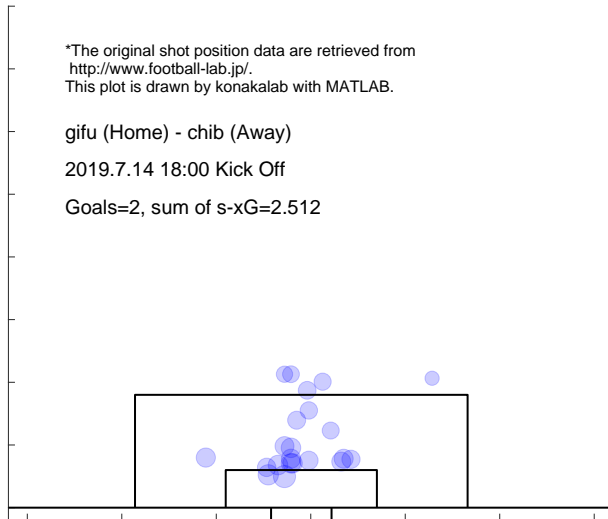 *The original shot position data are retrieved from
http://www.football-lab.jp/.
This plot is drawn by konakalab with MATLAB.
gifu (Home) - chib (Away)
2019.7.14 18:00 Kick Off
Goals=2, sum of s-xG=2.512